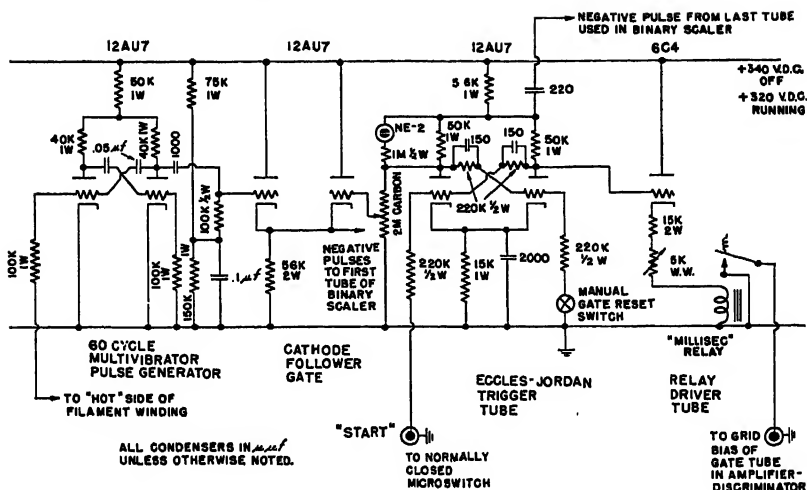 NEGATIVE PULSE FROM LAST TUBE
USED IN BINARY SCALER
12AU7
12AU7
12AU7
6C4
+340 V.D.C.
OFF
+320 V.D.C.
RUNNING
50K
1W
75K
1W
5.6K
1W
220
NE-2
40K
1W
.05μf
40K 1W
1000
1M ½W
50K
1W
150
150
50K
1W
100K ½W
220K ½ W
2M CARBON
15K
2W
5K
W.W.
100K
1W
100K
1W
150K
1W
.1μf
56K
2W
NEGATIVE
PULSES
TO FIRST
TUBE OF
BINARY
SCALER
220K
½W
15K
1W
2000
220K
½ W
MANUAL
GATE RESET
SWITCH
"MILLISEC"
RELAY
60 CYCLE
MULTIVIBRATOR
PULSE GENERATOR
CATHODE
FOLLOWER
GATE
ECCLES-JORDAN
TRIGGER
TUBE
RELAY
DRIVER
TUBE
TO "HOT" SIDE OF
FILAMENT WINDING
"START"
TO NORMALLY
CLOSED
MICROSWITCH
TO GRID
BIAS OF
GATE TUBE
IN AMPLIFIER-
DISCRIMINATOR
ALL CONDENSERS IN μμf
UNLESS OTHERWISE NOTED.